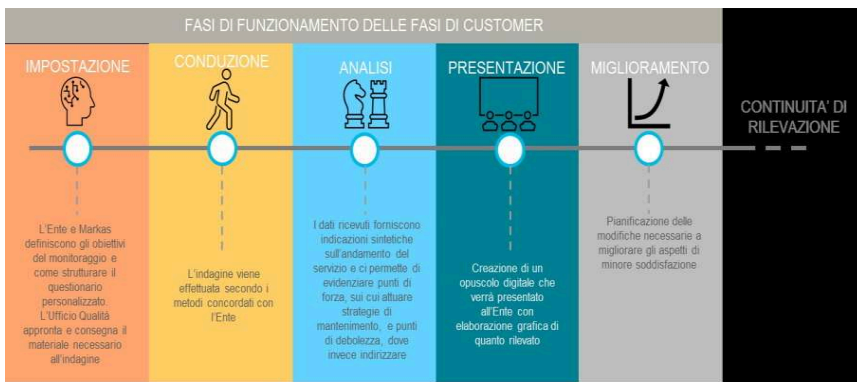 FASI DI FUNZIONAMENTO DELLE FASI DI CUSTOMER
IMPOSTAZIONE
L'Ente e Markas
definiscono gli obiettivi
del monitoraggio e
come strutturare il
questionario
personalizzato.
L'Ufficio Qualità
appronta e consegna il
materiale necessario
all'indagine
CONDUZIONE
L'indagine viene
effettuata secondo i
metodi concordati con
l'Ente
ANALISI
I dati ricevuti forniscono
indicazioni sintetiche
sull'andamento del
servizio e ci permette di
evidenziare punti di
forza, su cui attuare
strategie di
mantenimento, e punti
di debolezza, dove
invece indirizzare
PRESENTAZIONE
Creazione di un
opuscolo digitale che
verrà presentato
all'Ente con
elaborazione grafica di
quanto rilevato
MIGLIORAMENTO
Pianificazione delle
modifiche necessarie a
migliorare gli aspetti di
minore soddisfazione
CONTINUITA' DI
RILEVAZIONE